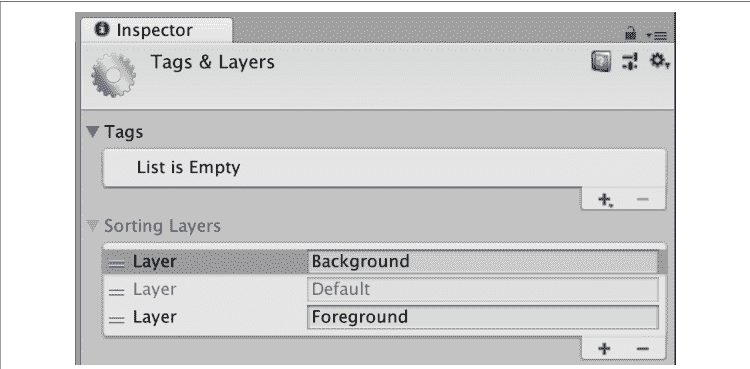 Inspector
Tags & Layers
Tags
List is Empty
Sorting Layers
Layer Background
Layer Default
Layer Foreground